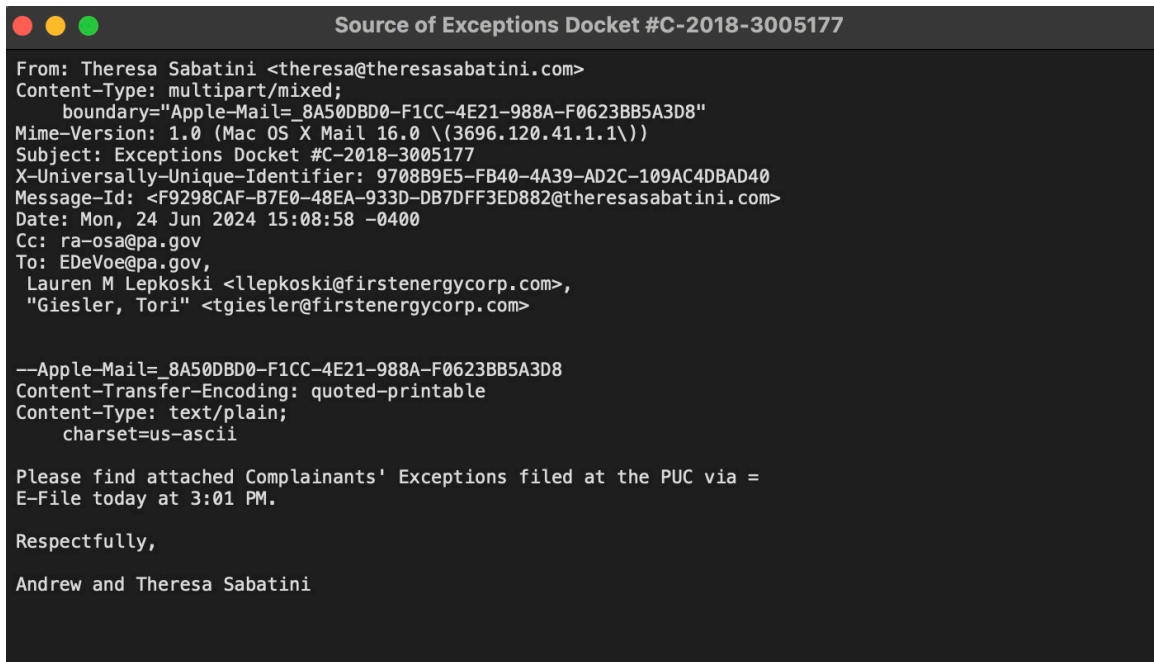 Source of Exceptions Docket #C-2018-3005177
From: Theresa Sabatini <theresa@theresasabatini.com>
Content-Type: multipart/mixed;
boundary="Apple-Mail=_8A50DBD0-F1CC-4E21-988A-F0623BB5A3D8"
Mime-Version: 1.0 (Mac OS X Mail 16.0 \(3696.120.41.1.1\))
Subject: Exceptions Docket #C-2018-3005177
X-Universally-Unique-Identifier: 9708B9E5-FB40-4A39-AD2C-109AC4DBAD40
Message-Id: <F9298CAF-B7E0-48EA-933D-DB7DFF3ED882@theresasabatini.com>
Date: Mon, 24 Jun 2024 15:08:58 -0400
Cc: ra-osa@pa.gov
To: EDeVoe@pa.gov,
Lauren M Lepkoski <llepkoski@firstenergycorp.com>,
"Giesler, Tori" <tgiesler@firstenergycorp.com>
--Apple-Mail=_8A50DBD0-F1CC-4E21-988A-F0623BB5A3D8
Content-Transfer-Encoding: quoted-printable
Content-Type: text/plain;
charset=us-ascii
Please find attached Complainants' Exceptions filed at the PUC via =
E-File today at 3:01 PM.
Respectfully,
Andrew and Theresa Sabatini